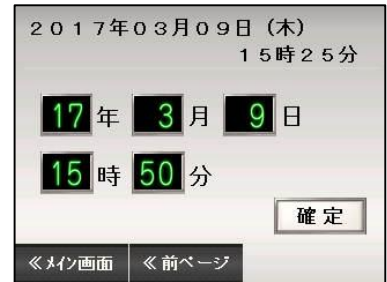 2017年03月09日（木）
15時25分
17年 3月 9日
15時 50分
確定
≪メイン画面 ≪前ページ